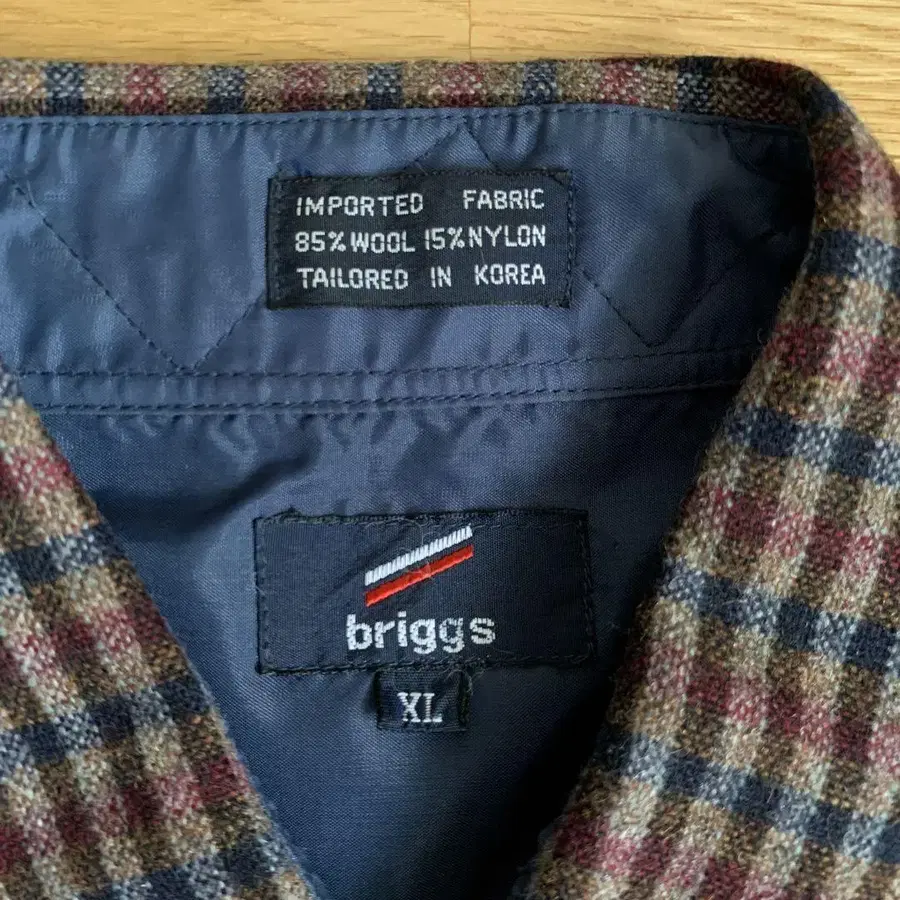 IMPORTED FABRIC
85% WOOL 15% NYLON
TAILORED IN KOREA
briggs
XL